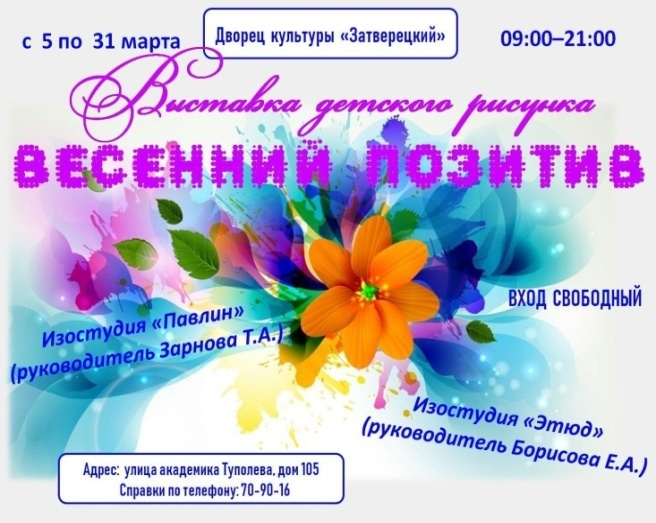 с 5 по 31 марта
Дворец культуры «Затверецкий»
09:00–21:00
Выставка детского рисунка
ВЕСЕННИЙ ПОЗИТИВ
ВХОД СВОБОДНЫЙ
Изостудия «Павлин»
(руководитель Зарнова Т.А.)
Изостудия «Этюд»
(руководитель Борисова Е.А.)
Адрес: улица академика Туполева, дом 105
Справки по телефону: 70-90-16